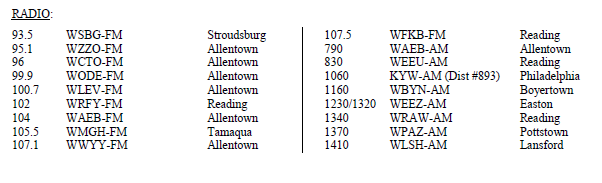 RADIO:
93.5 WSBG-FM Stroudsburg
95.1 WZZO-FM Allentown
96 WCTO-FM Allentown
99.9 WODE-FM Allentown
100.7 WLEV-FM Allentown
102 WRFY-FM Reading
104 WAEB-FM Allentown
105.5 WMGH-FM Tamaqua
107.1 WWYY-FM Allentown
107.5 WFKB-FM Reading
790 WAEB-AM Allentown
830 WEEU-AM Reading
1060 KYW-AM (Dist #893) Philadelphia
1160 WBYN-AM Boyertown
1230/1320 WEEZ-AM Easton
1340 WRAW-AM Reading
1370 WPAZ-AM Pottstown
1410 WLSH-AM Lansford